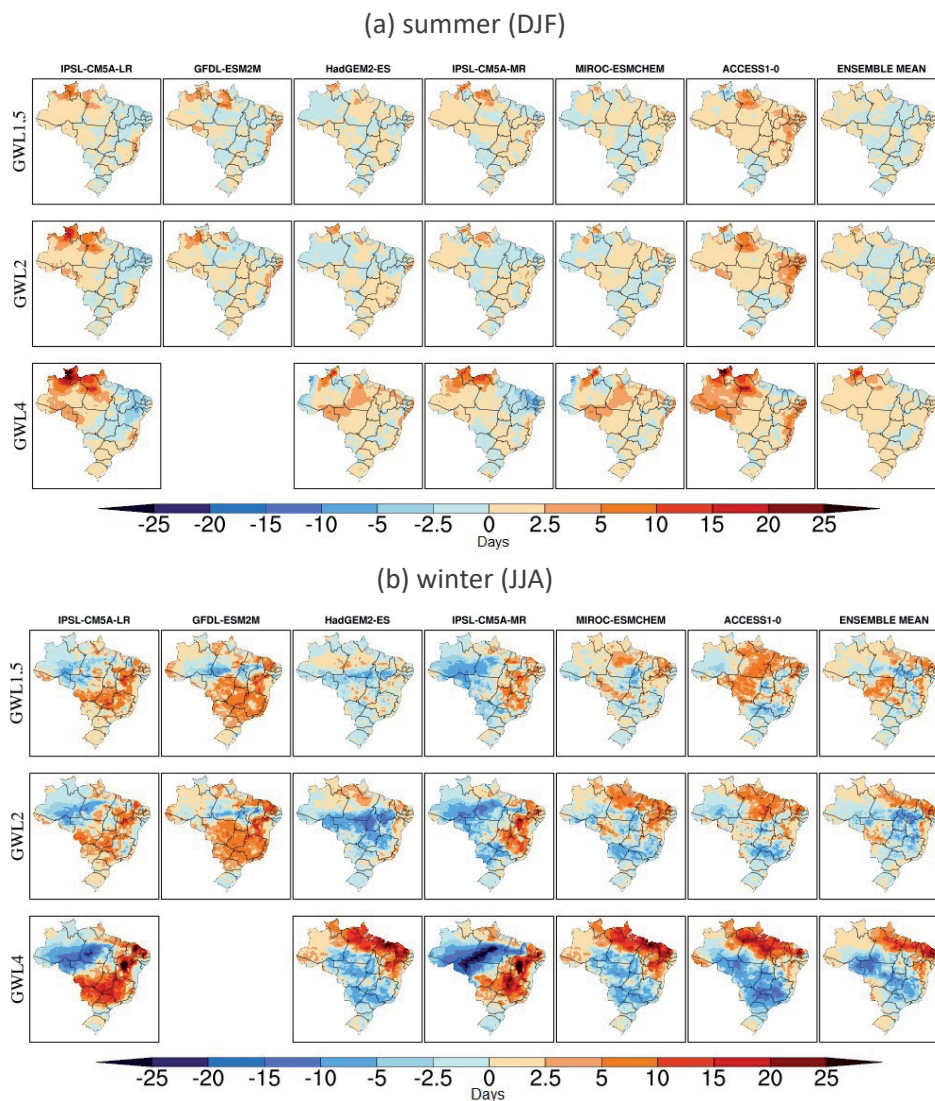 (a) summer (DJF)
IPSL-CM5A-LR GFDL-ESM2M HadGEM2-ES IPSL-CM5A-MR MIROC-ESMCHEM ACCESS1-0 ENSEMBLE MEAN
GWL1.5
GWL2
GWL4
-25 -20 -15 -10 -5 -2.5 0 2.5 5 10 15 20 25
Days
(b) winter (JJA)
IPSL-CM5A-LR GFDL-ESM2M HadGEM2-ES IPSL-CM5A-MR MIROC-ESMCHEM ACCESS1-0 ENSEMBLE MEAN
GWL1.5
GWL2
GWL4
-25 -20 -15 -10 -5 -2.5 0 2.5 5 10 15 20 25
Days